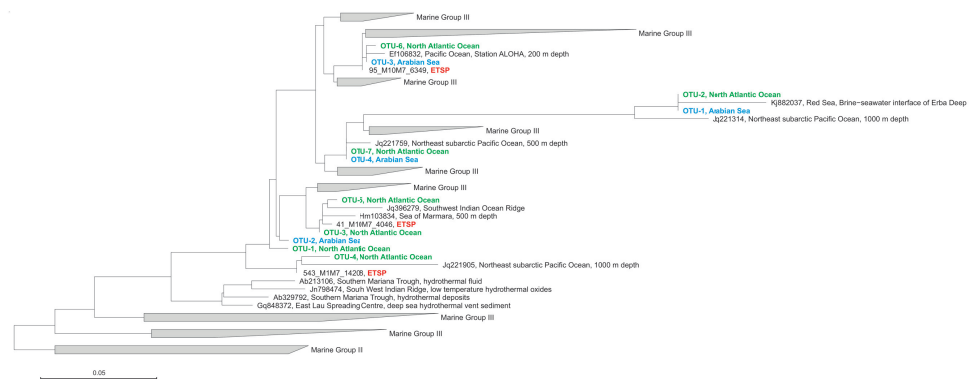 Marine Group III
Marine Group III
OTU-6, North Atlantic Ocean
Ef106832, Pacific Ocean, Station ALOHA, 200 m depth
OTU-3, Arabian Sea
95_M10M7_6349, ETSP
Marine Group III
OTU-2, North Atlantic Ocean
Kj882037, Red Sea, Brine-seawater interface of Erba Deep
OTU-1, Arabian Sea
Jq221314, Northeast subarctic Pacific Ocean, 1000 m depth
Marine Group III
Jq221759, Northeast subarctic Pacific Ocean, 500 m depth
OTU-7, North Atlantic Ocean
OTU-4, Arabian Sea
Marine Group III
Marine Group III
OTU-5, North Atlantic Ocean
Jq396279, Southwest Indian Ocean Ridge
Hm103834, Sea of Marmara, 500 m depth
41_M10M7_4046, ETSP
OTU-3, North Atlantic Ocean
OTU-2, Arabian Sea
OTU-1, North Atlantic Ocean
OTU-4, North Atlantic Ocean
Jq221905, Northeast subarctic Pacific Ocean, 1000 m depth
543_M1M7_14208, ETSP
Ab213106, Southern Mariana Trough, hydrothermal fluid
Jn798474, South West Indian Ridge, low temperature hydrothermal oxides
Ab329792, Southern Mariana Trough, hydrothermal deposits
Gq848372, East Lau Spreading Centre, deep sea hydrothermal vent sediment
Marine Group III
Marine Group III
Marine Group II
0.05